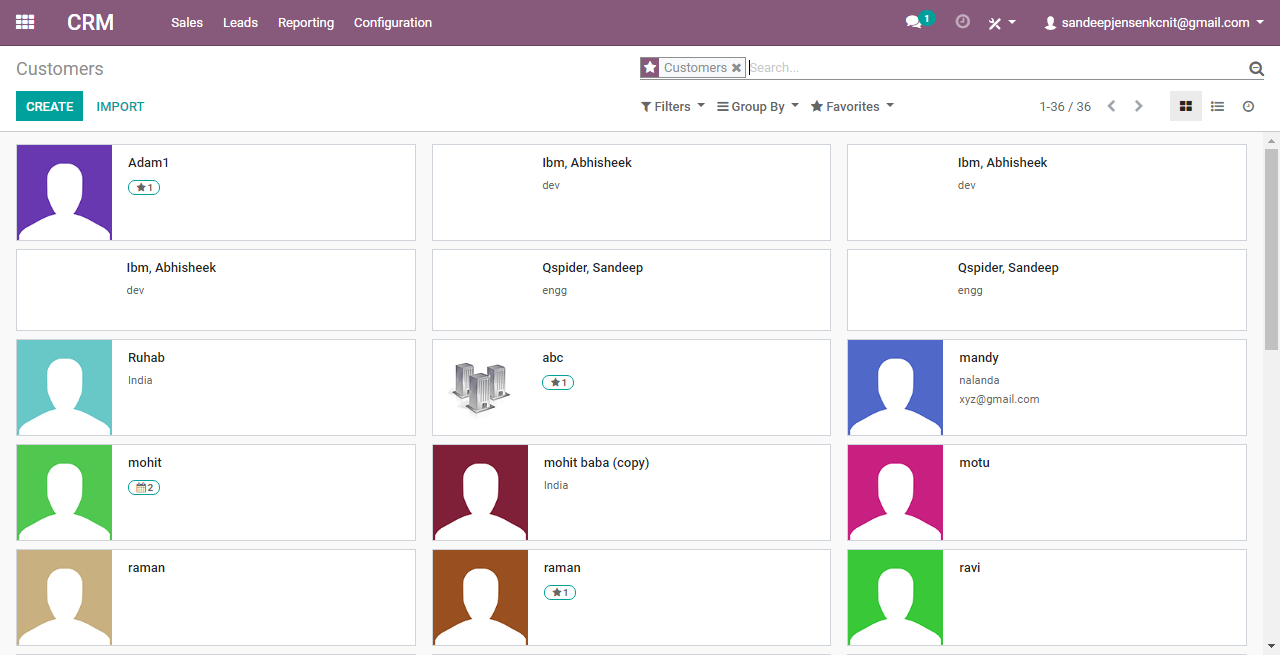 CRM Sales Leads Reporting Configuration 1 sandeepjensenkcnit@gmail.com
Customers Customers Search...
CREATE IMPORT Filters Group By Favorites 1-36 / 36
Adam1 Ibm, Abhisheek Ibm, Abhisheek
1 dev dev
Ibm, Abhisheek Qspider, Sandeep Qspider, Sandeep
dev engg engg
Ruhab abc mandy
India 1 nalanda
xyz@gmail.com
mohit mohit baba (copy) motu
2 India
raman raman ravi
1